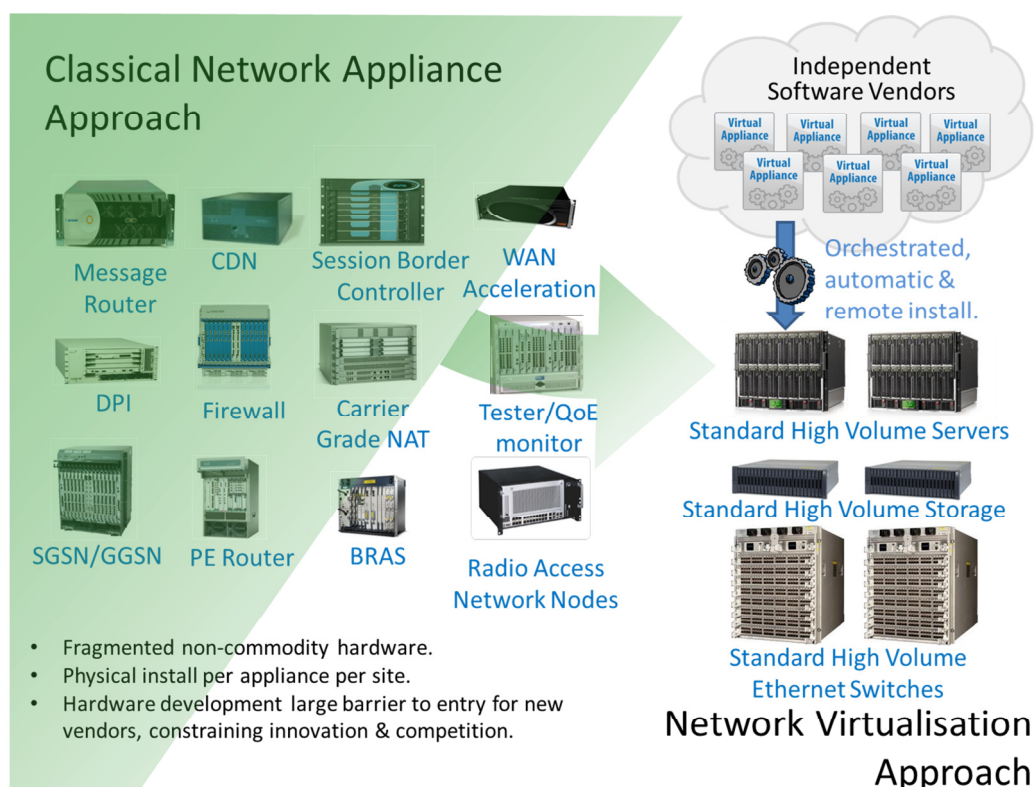 Classical Network Appliance
Approach
Message
Router
CDN
Session Border
Controller
WAN
Acceleration
DPI
Firewall
Carrier
Grade NAT
Tester/QoE
monitor
SGSN/GGSN
PE Router
BRAS
Radio Access
Network Nodes
• Fragmented non-commodity hardware.
• Physical install per appliance per site.
• Hardware development large barrier to entry for new
vendors, constraining innovation & competition.
Independent
Software Vendors
Virtual
Appliance
Virtual
Appliance
Virtual
Appliance
Virtual
Appliance
Virtual
Appliance
Virtual
Appliance
Virtual
Appliance
Orchestrated,
automatic &
remote install.
Standard High Volume Servers
Standard High Volume Storage
Standard High Volume
Ethernet Switches
Network Virtualisation
Approach